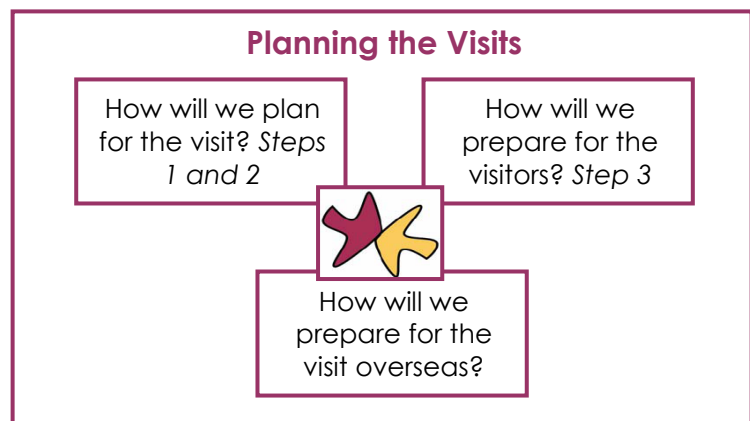 Planning the Visits
How will we plan
for the visit? Steps
1 and 2
How will we
prepare for the
visitors? Step 3
How will we
prepare for the
visit overseas?